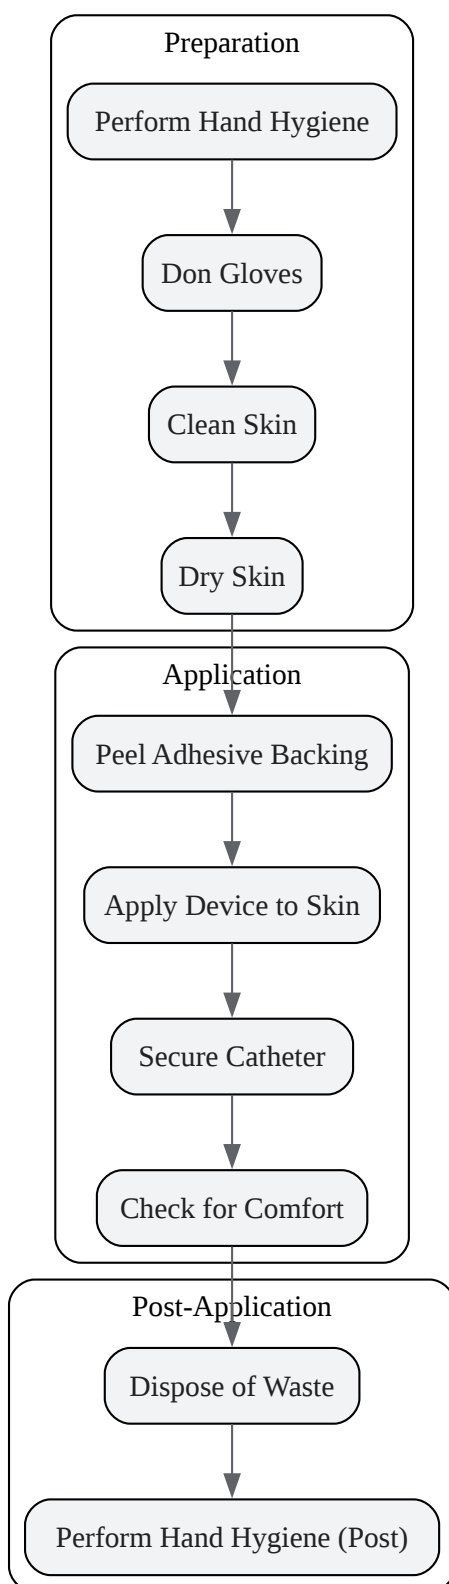 Preparation
Perform Hand Hygiene
Don Gloves
Clean Skin
Dry Skin
Application
Peel Adhesive Backing
Apply Device to Skin
Secure Catheter
Check for Comfort
Post-Application
Dispose of Waste
Perform Hand Hygiene (Post)